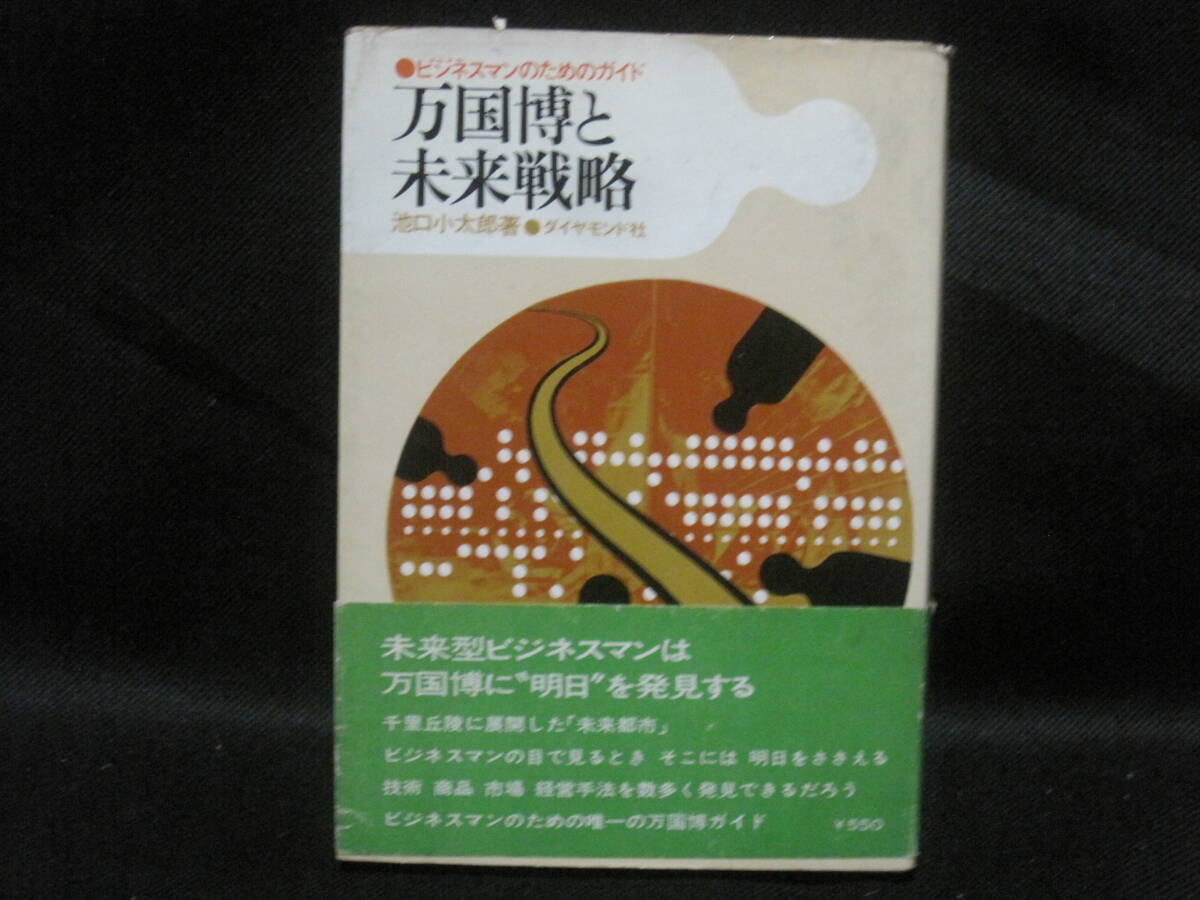 ●ビジネスマンのためのガイド
万国博と
未来戦略
池口小太郎著●ダイヤモンド社
未来型ビジネスマンは
万国博に〝明日〟を発見する
千里丘陵に展開した「未来都市」
ビジネスマンの目で見るとき そこには 明日をささえる
技術 商品 市場 経営手法を数多く発見できるだろう
ビジネスマンのための唯一の万国博ガイド ¥550